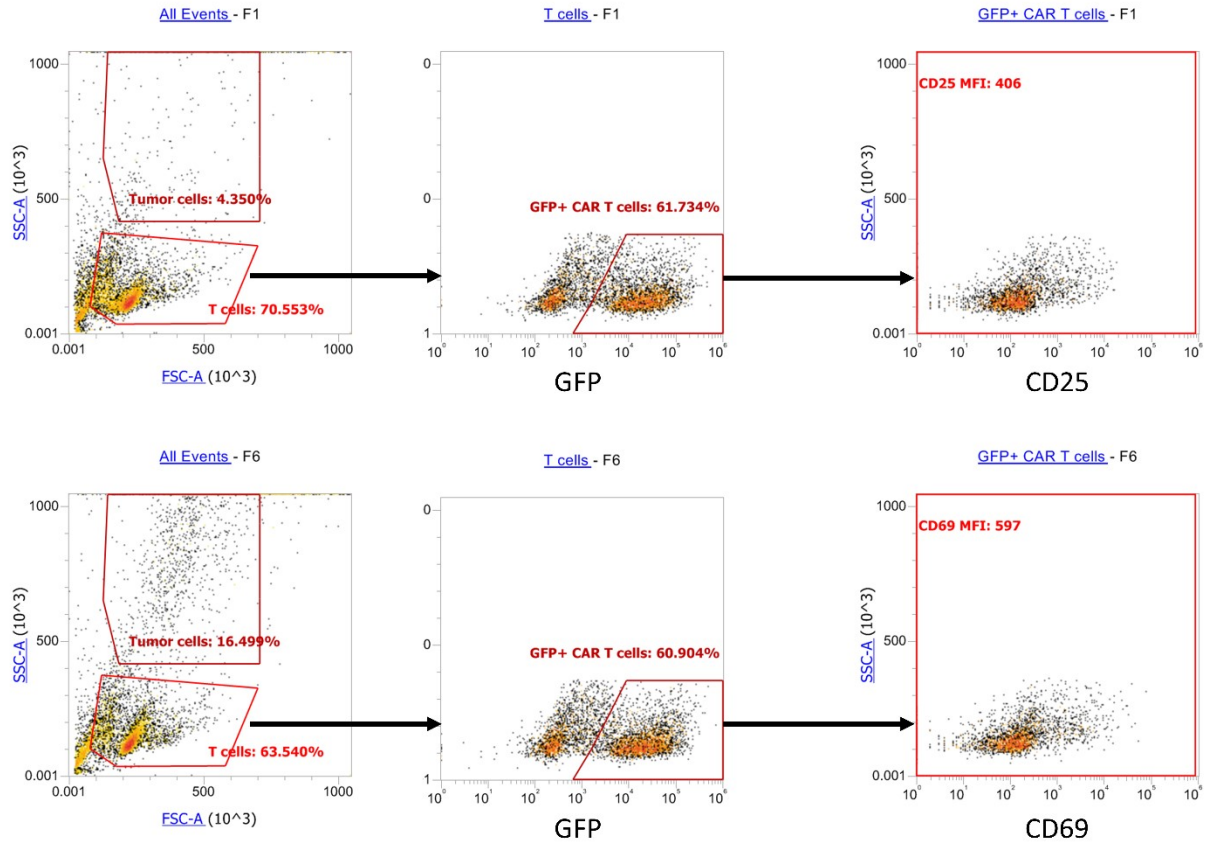 All Events - F1
T cells - F1
GFP+ CAR T cells - F1
1000
500
0.001
SSC-A (10^3)
Tumor cells: 4.350%
T cells: 70.553%
0.001
500
1000
FSC-A (10^3)
0
0
1
GFP+ CAR T cells: 61.734%
10^0 10^1 10^2 10^3 10^4 10^5 10^6
GFP
1000
500
0.001
SSC-A (10^3)
CD25 MFI: 406
10^0 10^1 10^2 10^3 10^4 10^5 10^6
CD25
All Events - F6
T cells - F6
GFP+ CAR T cells - F6
1000
500
0.001
SSC-A (10^3)
Tumor cells: 16.499%
T cells: 63.540%
0.001
500
1000
FSC-A (10^3)
0
0
1
GFP+ CAR T cells: 60.904%
10^0 10^1 10^2 10^3 10^4 10^5 10^6
GFP
1000
500
0.001
SSC-A (10^3)
CD69 MFI: 597
10^0 10^1 10^2 10^3 10^4 10^5 10^6
CD69